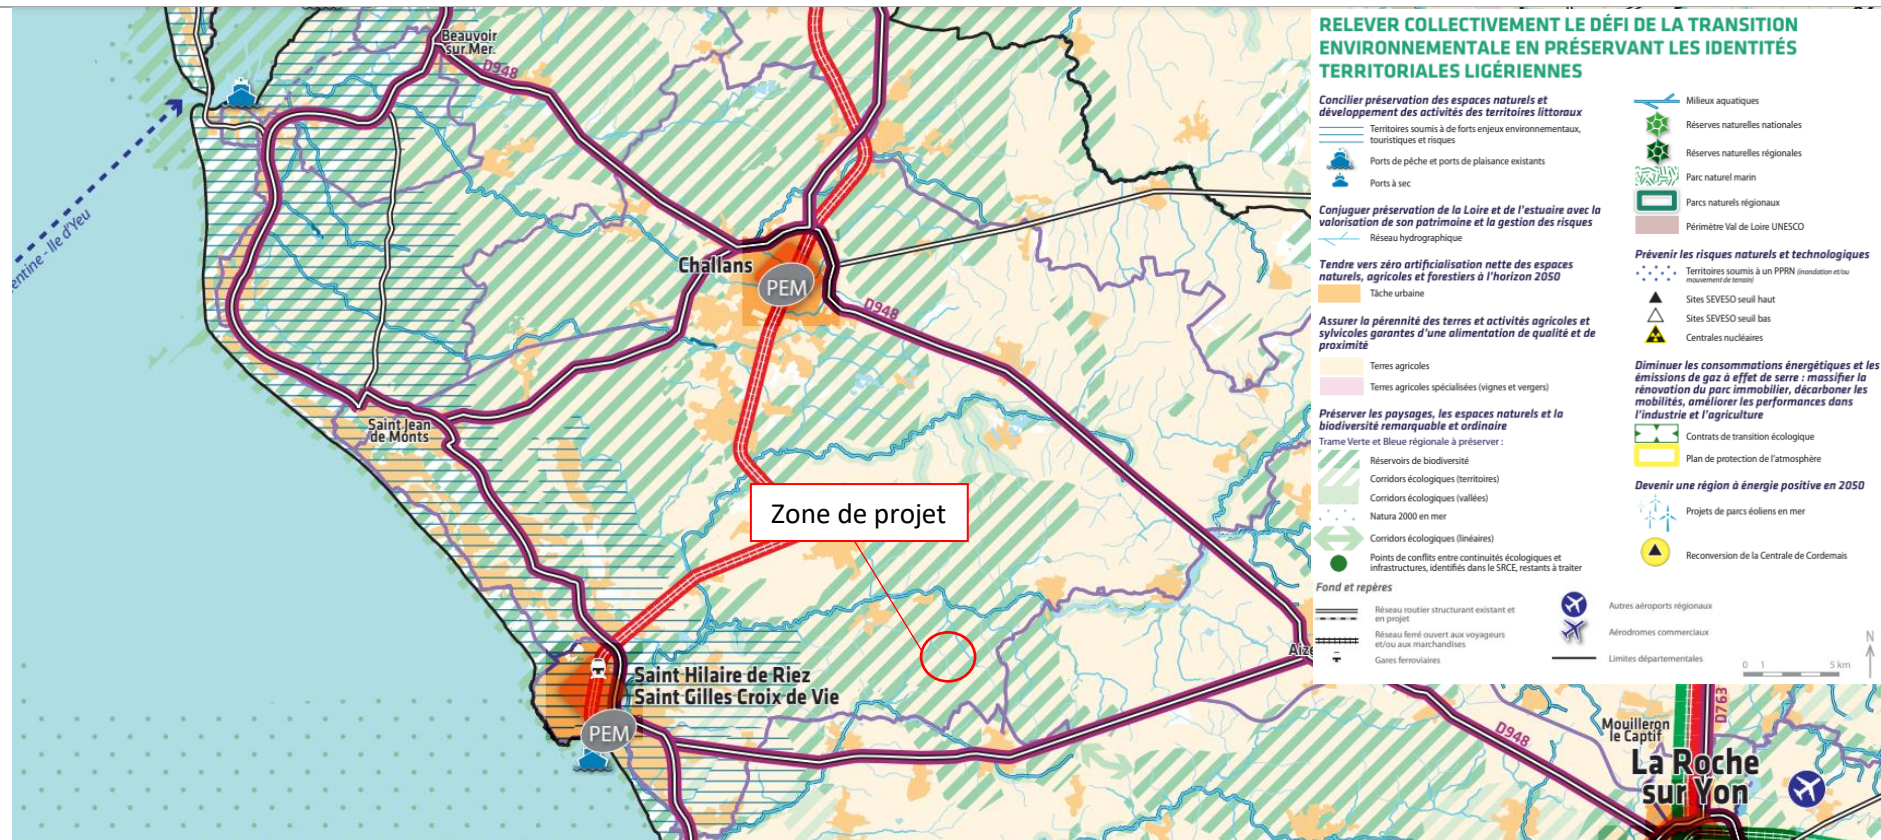 Beauvoir
sur Mer
D948
entine - Ile d'Yeu
Challans
PEM
D948
Saint Jean
de Monts
Zone de projet
Saint Hilaire de Riez
Saint Gilles Croix de Vie
PEM
Aize
D948
D763
Mouilleron
le Captif
La Roche
sur Yon
RELEVER COLLECTIVEMENT LE DÉFI DE LA TRANSITION
ENVIRONNEMENTALE EN PRÉSERVANT LES IDENTITÉS
TERRITORIALES LIGÉRIENNES
Concilier préservation des espaces naturels et
développement des activités des territoires littoraux
Territoires soumis à de forts enjeux environnementaux,
touristiques et risques
Ports de pêche et ports de plaisance existants
Ports à sec
Conjuguer préservation de la Loire et de l'estuaire avec la
valorisation de son patrimoine et la gestion des risques
Réseau hydrographique
Tendre vers zéro artificialisation nette des espaces
naturels, agricoles et forestiers à l'horizon 2050
Tâche urbaine
Assurer la pérennité des terres et activités agricoles et
sylvicoles garantes d'une alimentation de qualité et de
proximité
Terres agricoles
Terres agricoles spécialisées (vignes et vergers)
Préserver les paysages, les espaces naturels et la
biodiversité remarquable et ordinaire
Trame Verte et Bleue régionale à préserver :
Réservoirs de biodiversité
Corridors écologiques (territoires)
Corridors écologiques (vallées)
Natura 2000 en mer
Corridors écologiques (linéaires)
Points de conflits entre continuités écologiques et
infrastructures, identifiés dans le SRCE, restants à traiter
Fond et repères
Réseau routier structurant existant et
en projet
Réseau ferré ouvert aux voyageurs
et/ou aux marchandises
Gares ferroviaires
Milieux aquatiques
Réserves naturelles nationales
Réserves naturelles régionales
Parc naturel marin
Parcs naturels régionaux
Périmètre Val de Loire UNESCO
Prévenir les risques naturels et technologiques
Territoires soumis à un PPRN (inondation et/ou
mouvement de terrain)
Sites SEVESO seuil haut
Sites SEVESO seuil bas
Centrales nucléaires
Diminuer les consommations énergétiques et les
émissions de gaz à effet de serre : massifier la
rénovation du parc immobilier, décarboner les
mobilités, améliorer les performances dans
l'industrie et l'agriculture
Contrats de transition écologique
Plan de protection de l'atmosphère
Devenir une région à énergie positive en 2050
Projets de parcs éoliens en mer
Reconversion de la Centrale de Cordemais
Autres aéroports régionaux
Aérodromes commerciaux
Limites départementales
0 1 5 km
N